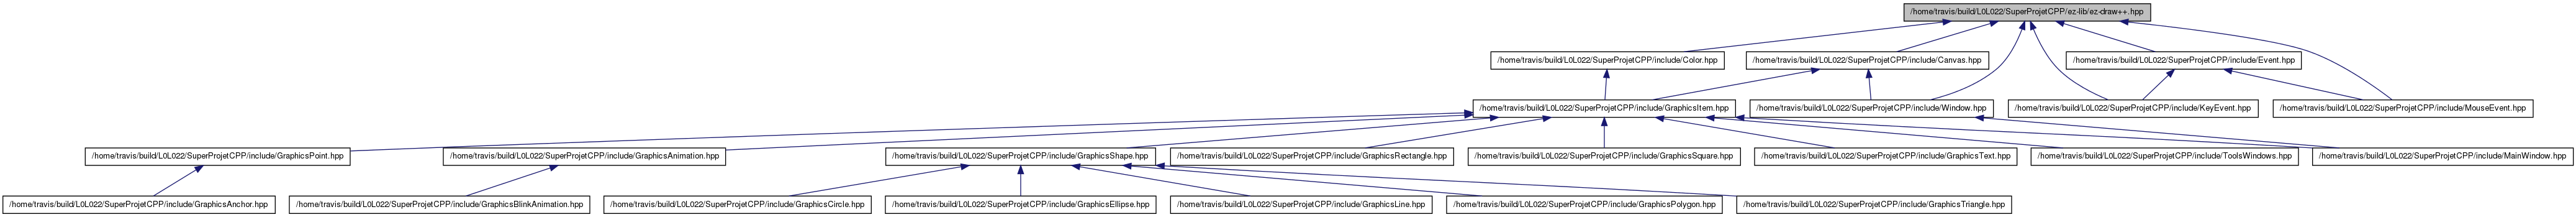 /home/travis/build/L0L022/SuperProjetCPP/ez-lib/ez-draw++.hpp
/home/travis/build/L0L022/SuperProjetCPP/include/Color.hpp
/home/travis/build/L0L022/SuperProjetCPP/include/Canvas.hpp
/home/travis/build/L0L022/SuperProjetCPP/include/Event.hpp
/home/travis/build/L0L022/SuperProjetCPP/include/GraphicsItem.hpp
/home/travis/build/L0L022/SuperProjetCPP/include/Window.hpp
/home/travis/build/L0L022/SuperProjetCPP/include/KeyEvent.hpp
/home/travis/build/L0L022/SuperProjetCPP/include/MouseEvent.hpp
/home/travis/build/L0L022/SuperProjetCPP/include/GraphicsPoint.hpp
/home/travis/build/L0L022/SuperProjetCPP/include/GraphicsAnimation.hpp
/home/travis/build/L0L022/SuperProjetCPP/include/GraphicsShape.hpp
/home/travis/build/L0L022/SuperProjetCPP/include/GraphicsRectangle.hpp
/home/travis/build/L0L022/SuperProjetCPP/include/GraphicsSquare.hpp
/home/travis/build/L0L022/SuperProjetCPP/include/GraphicsText.hpp
/home/travis/build/L0L022/SuperProjetCPP/include/ToolsWindows.hpp
/home/travis/build/L0L022/SuperProjetCPP/include/MainWindow.hpp
/home/travis/build/L0L022/SuperProjetCPP/include/GraphicsAnchor.hpp
/home/travis/build/L0L022/SuperProjetCPP/include/GraphicsBlinkAnimation.hpp
/home/travis/build/L0L022/SuperProjetCPP/include/GraphicsCircle.hpp
/home/travis/build/L0L022/SuperProjetCPP/include/GraphicsEllipse.hpp
/home/travis/build/L0L022/SuperProjetCPP/include/GraphicsLine.hpp
/home/travis/build/L0L022/SuperProjetCPP/include/GraphicsPolygon.hpp
/home/travis/build/L0L022/SuperProjetCPP/include/GraphicsTriangle.hpp